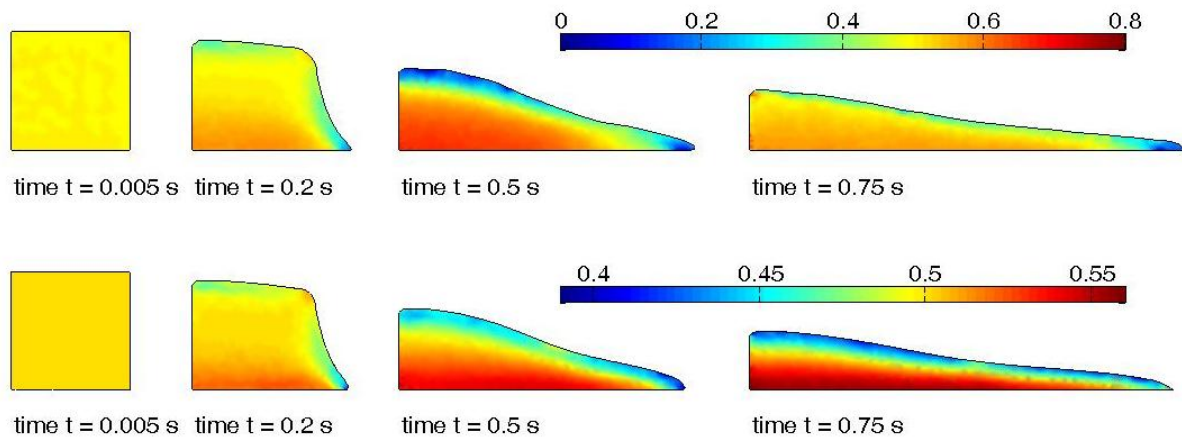 0 0.2 0.4 0.6 0.8
time t = 0.005 s time t = 0.2 s time t = 0.5 s time t = 0.75 s
0.4 0.45 0.5 0.55
time t = 0.005 s time t = 0.2 s time t = 0.5 s time t = 0.75 s